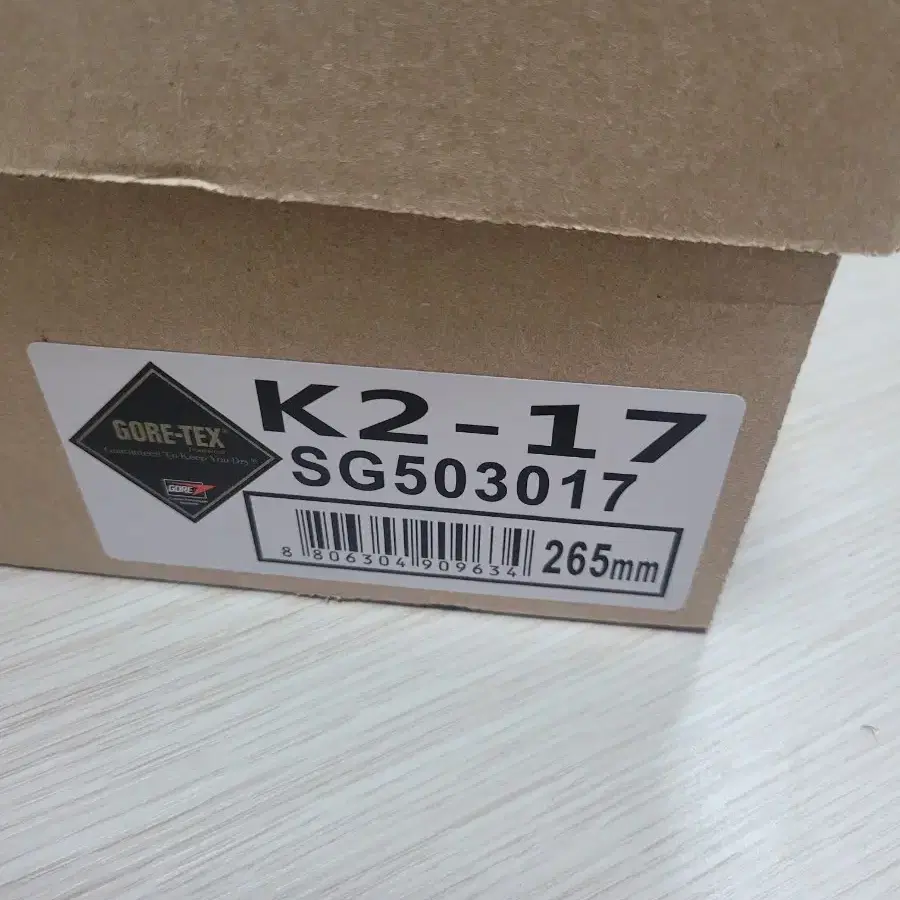 K2-17
SG503017
GORE-TEX®
Guaranteed To Keep You Dry®
GORE
8 806304 909634
265mm